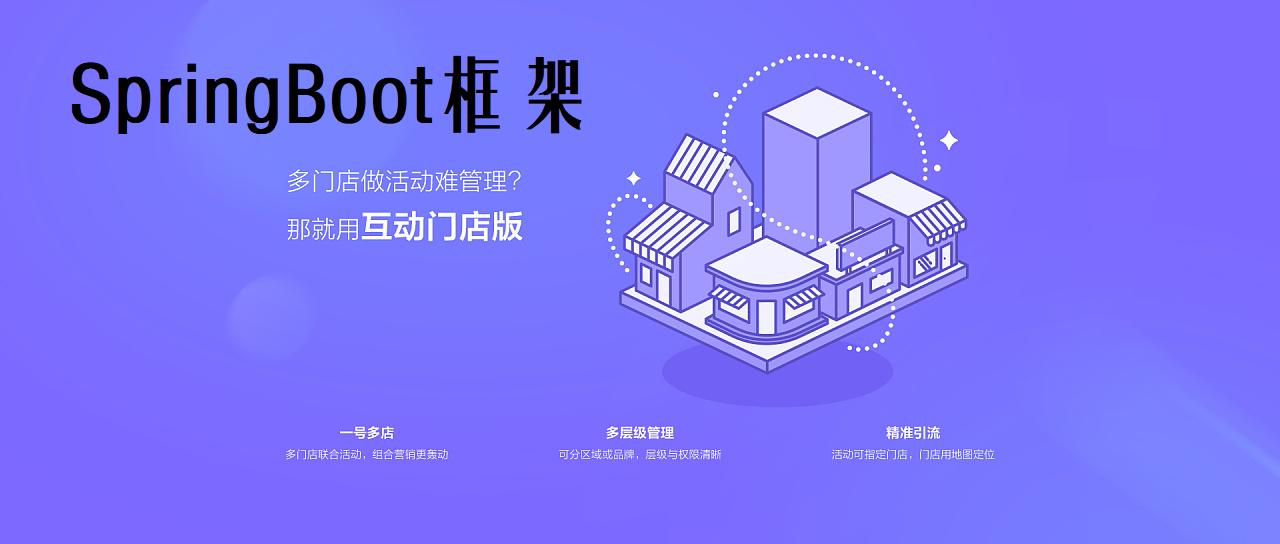 SpringBoot框架
多门店做活动难管理?
那就用互动门店版
一号多店
多门店联合活动，组合营销更轰动
多层级管理
可分区域或品牌，层级与权限清晰
精准引流
活动可指定门店，门店用地图定位